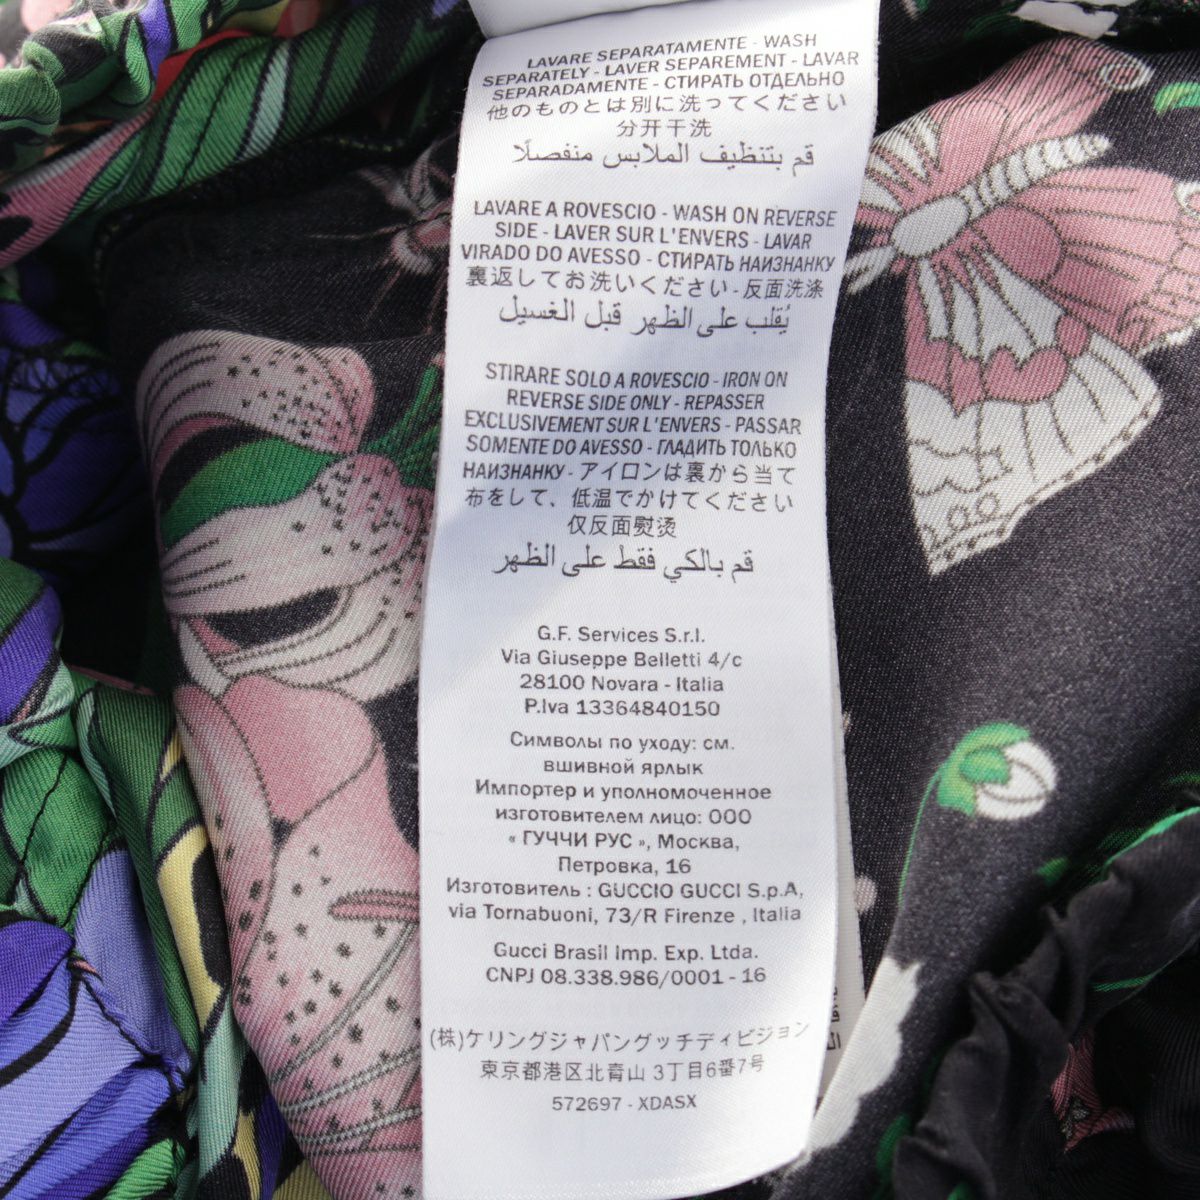 LAVARE SEPARATAMENTE - WASH
SEPARATELY - LAVER SEPAREMENT - LAVAR
SEPARADAMENTE - СТИРАТЬ ОТДЕЛЬНО
他のものとは別に洗ってください
分开干洗
قم بتنظيف الملابس منفصلًا
LAVARE A ROVESCIO - WASH ON REVERSE
SIDE - LAVER SUR L'ENVERS - LAVAR
VIRADO DO AVESSO - СТИРАТЬ НАИЗНАНКУ
裏返してお洗いください - 反面洗涤
يُقلب على الظهر قبل الغسيل
STIRARE SOLO A ROVESCIO - IRON ON
REVERSE SIDE ONLY - REPASSER
EXCLUSIVEMENT SUR L'ENVERS - PASSAR
SOMENTE DO AVESSO - ГЛАДИТЬ ТОЛЬКО
НАИЗНАНКУ - アイロンは裏から当て
布をして、低温でかけてください
仅反面熨烫
قم بالكي فقط على الظهر
G.F. Services S.r.l.
Via Giuseppe Belletti 4/c
28100 Novara - Italia
P.Iva 13364840150
Символы по уходу: см.
вшивной ярлык
Импортер и уполномоченное
изготовителем лицо: ООО
« ГУЧЧИ РУС », Москва,
Петровка, 16
Изготовитель : GUCCIO GUCCI S.p.A,
via Tornabuoni, 73/R Firenze , Italia
Gucci Brasil Imp. Exp. Ltda.
CNPJ 08.338.986/0001 - 16
(株)ケリングジャパングッチディビジョン
東京都港区北青山 3丁目6番7号
572697 - XDASX